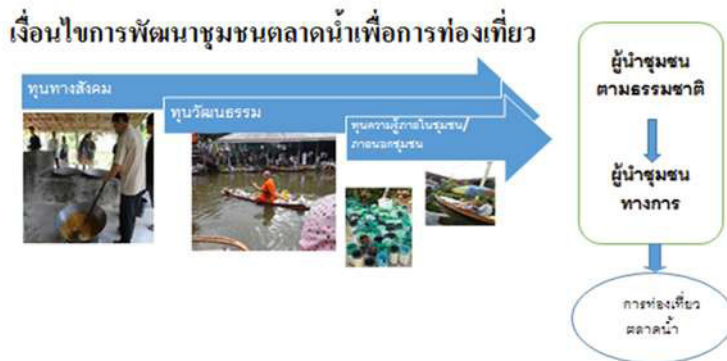 เงื่อนไขการพัฒนาชุมชนตลาดน้ำเพื่อการท่องเที่ยว
ทุนทางสังคม
ทุนวัฒนธรรม
ทุนความรู้ภายในชุมชน/
ภายนอกชุมชน
ผู้นำชุมชน
ตามธรรมชาติ
ผู้นำชุมชน
ทางการ
การท่องเที่ยว
ตลาดน้ำ